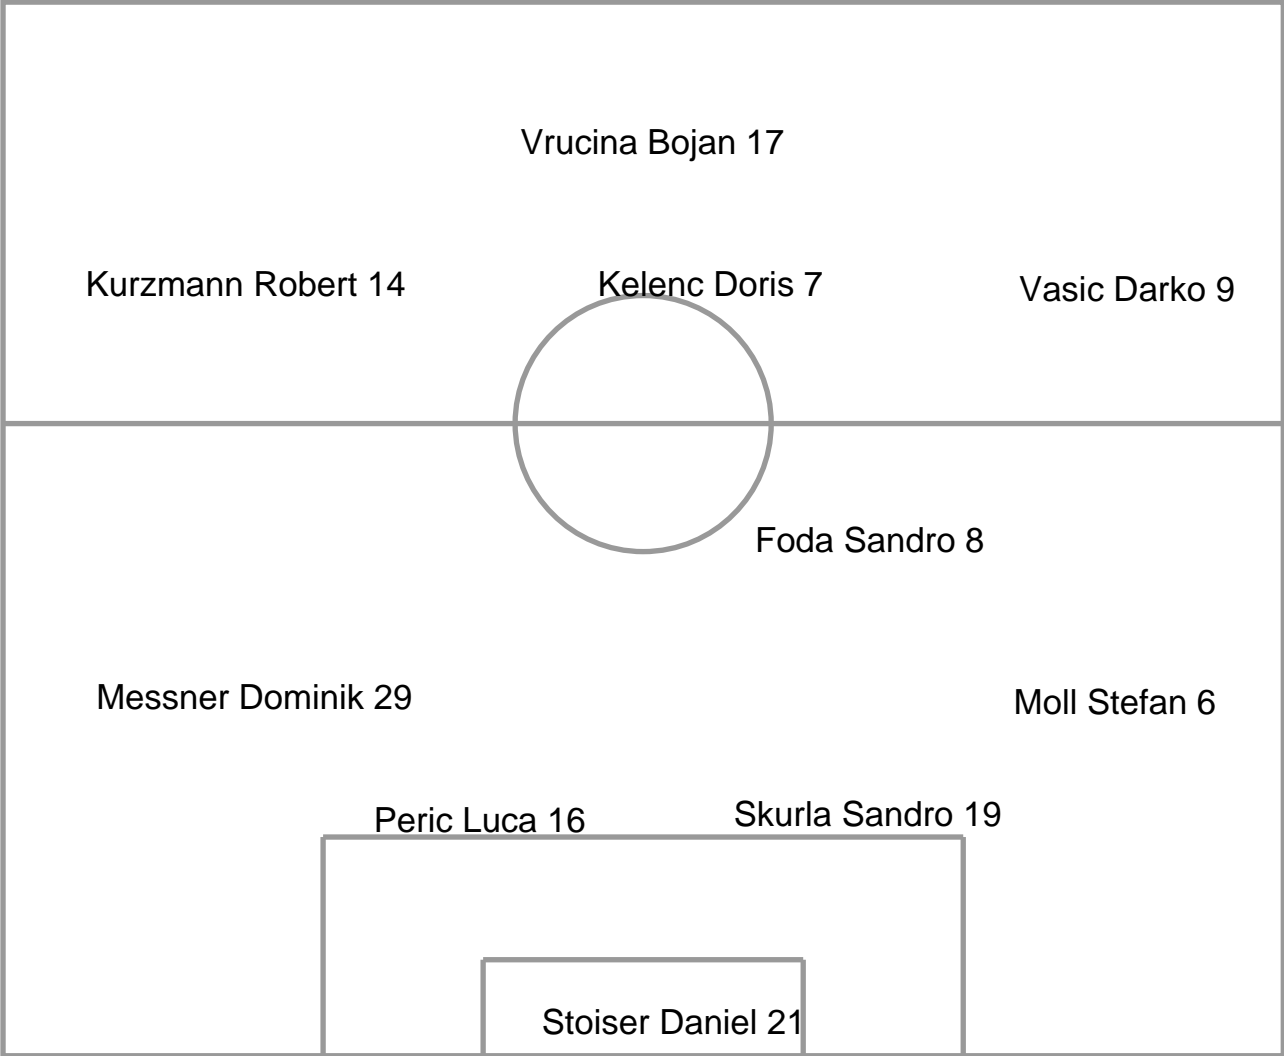 Vrucina Bojan 17
Kurzmann Robert 14
Kelenc Doris 7
Vasic Darko 9
Foda Sandro 8
Messner Dominik 29
Moll Stefan 6
Peric Luca 16
Skurla Sandro 19
Stoiser Daniel 21